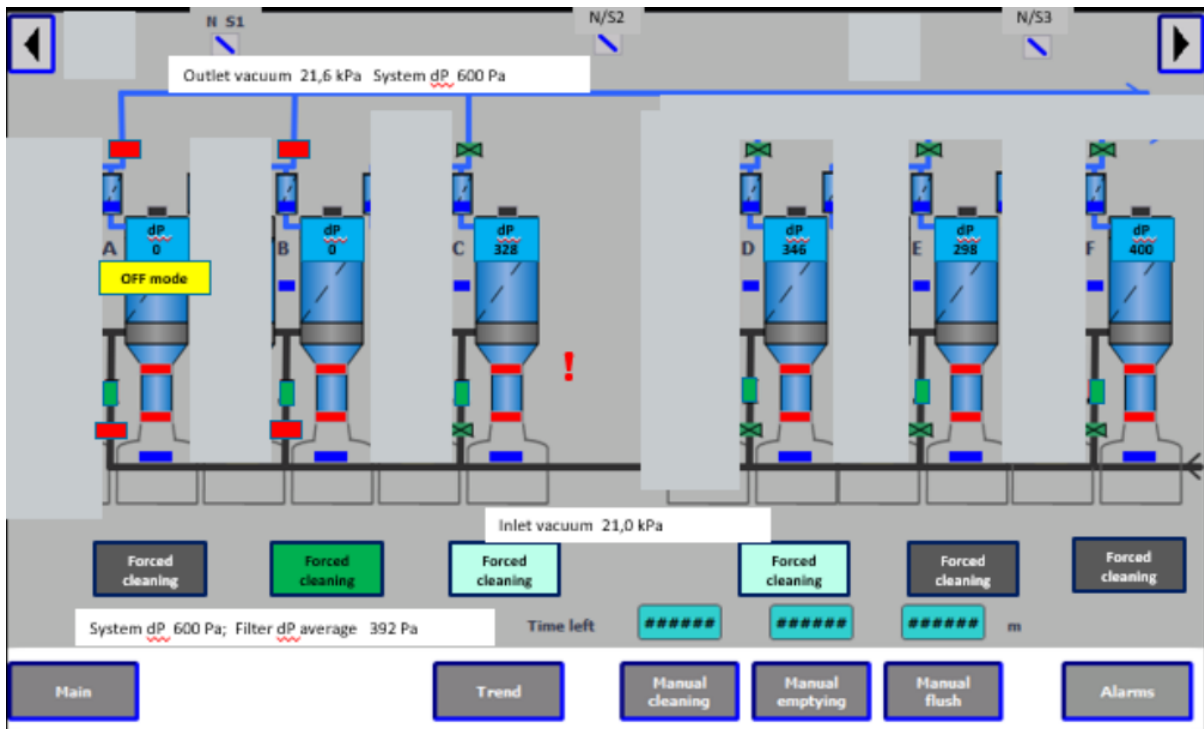 N S1
N/S2
N/S3
Outlet vacuum 21,6 kPa System dP 600 Pa
A
dP
0
OFF mode
B
dP
0
C
dP
328
!
D
dP
346
E
dP
298
F
dP
400
Inlet vacuum 21,0 kPa
Forced
cleaning
Forced
cleaning
Forced
cleaning
Forced
cleaning
Forced
cleaning
Forced
cleaning
System dP 600 Pa; Filter dP average 392 Pa
Time left
######
######
######
m
Main
Trend
Manual
cleaning
Manual
emptying
Manual
flush
Alarms